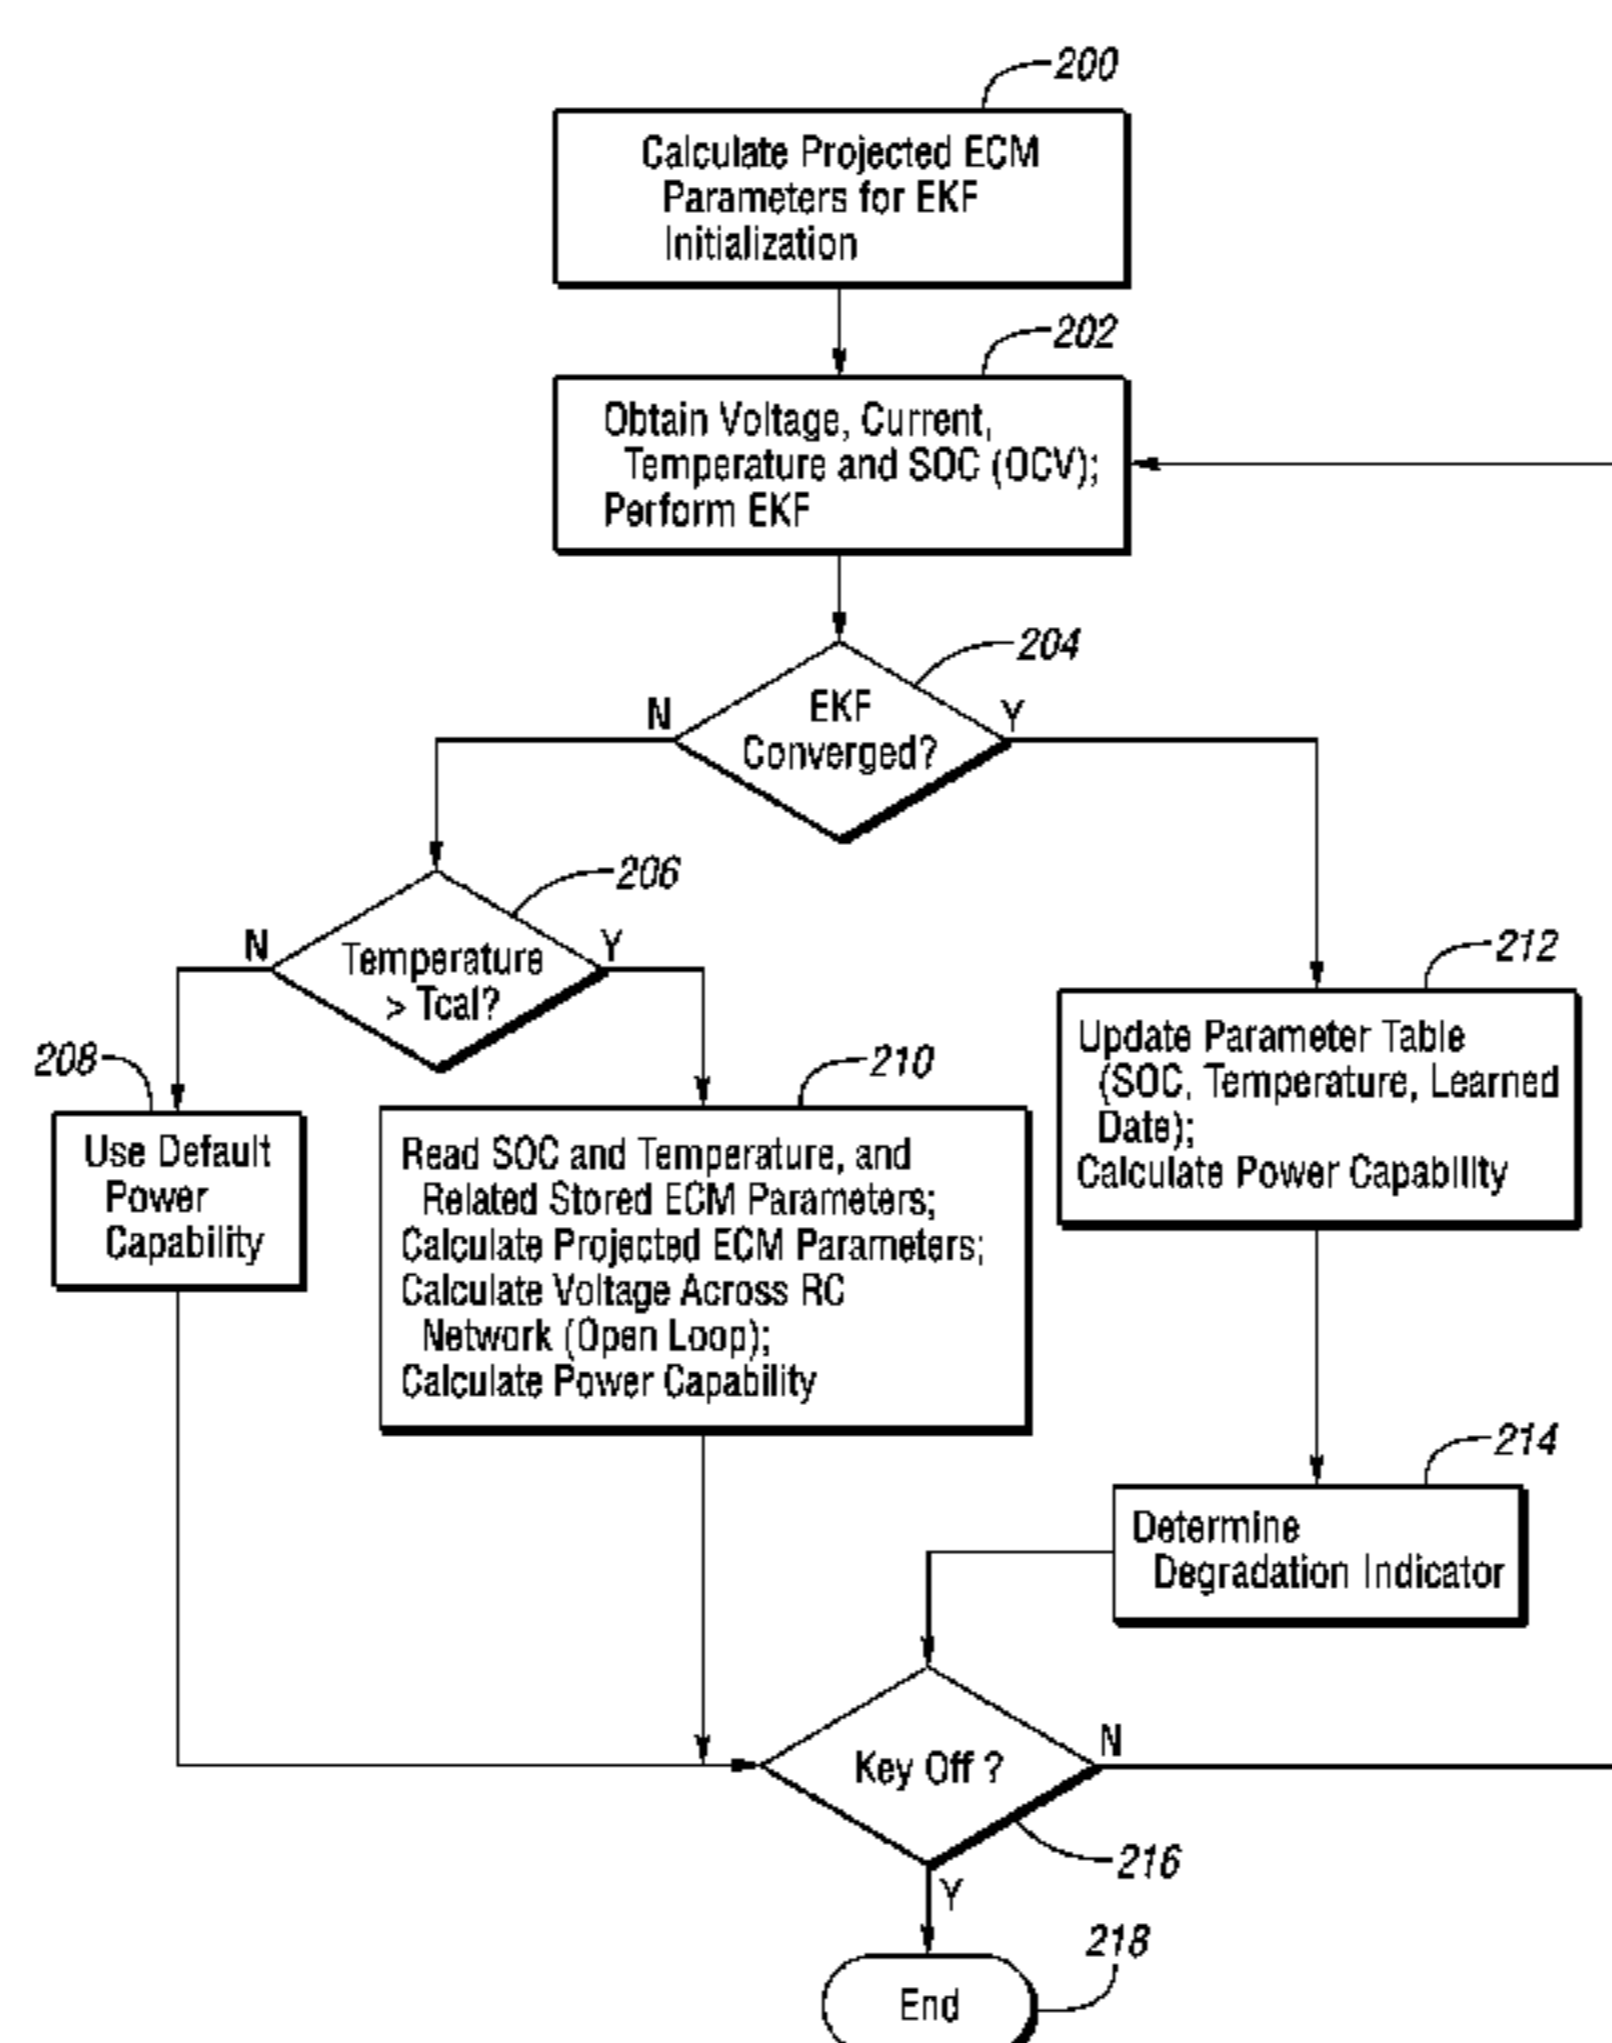 200
Calculate Projected ECM
Parameters for EKF
Initialization
202
Obtain Voltage, Current,
Temperature and SOC (OCV);
Perform EKF
204
EKF
Converged?
N
Y
206
Temperature
> Tcal?
N
Y
208
Use Default
Power
Capability
210
Read SOC and Temperature, and
Related Stored ECM Parameters;
Calculate Projected ECM Parameters;
Calculate Voltage Across RC
Network (Open Loop);
Calculate Power Capability
212
Update Parameter Table
(SOC, Temperature, Learned
Date);
Calculate Power Capability
214
Determine
Degradation Indicator
Key Off ?
N
216
Y
218
End